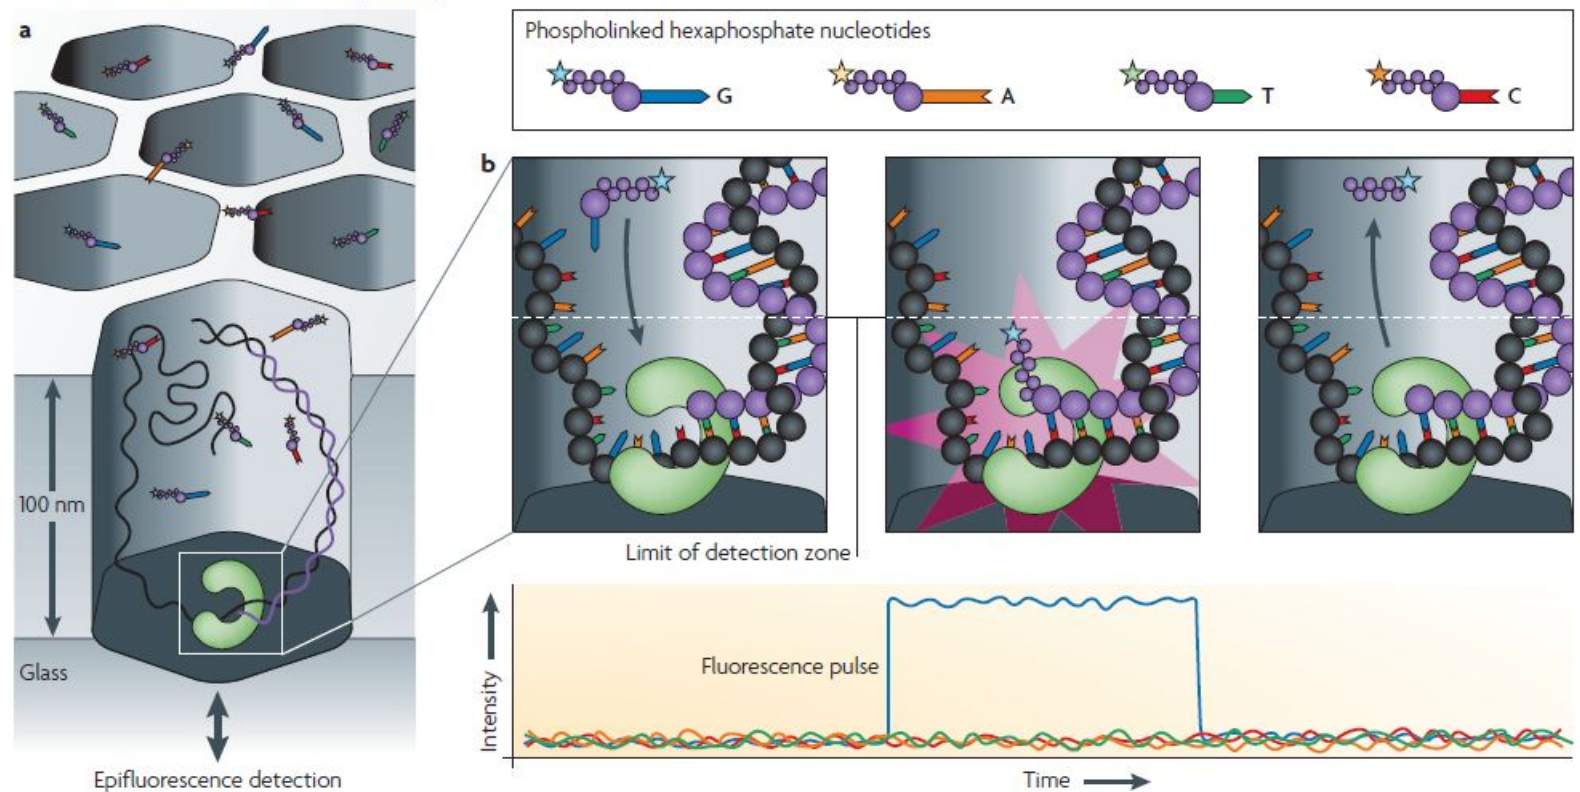 a
Phospholinked hexaphosphate nucleotides
G
A
T
C
b
100 nm
Limit of detection zone
Glass
Fluorescence pulse
Intensity
Epifluorescence detection
Time